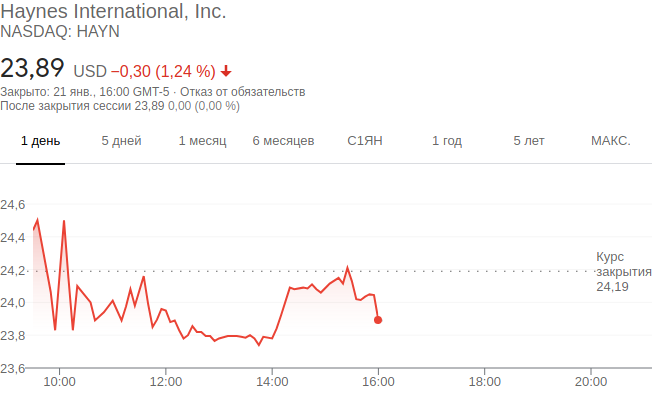 Haynes International, Inc.
NASDAQ: HAYN
23,89 USD −0,30 (1,24 %)
Закрыто: 21 янв., 16:00 GMT-5 · Отказ от обязательств
После закрытия сессии 23,89 0,00 (0,00 %)
1 день 5 дней 1 месяц 6 месяцев С1ЯН 1 год 5 лет МАКС.
24,6
24,4
24,2
24,0
23,8
23,6
Курс
закрытия
24,19
10:00 12:00 14:00 16:00 18:00 20:00